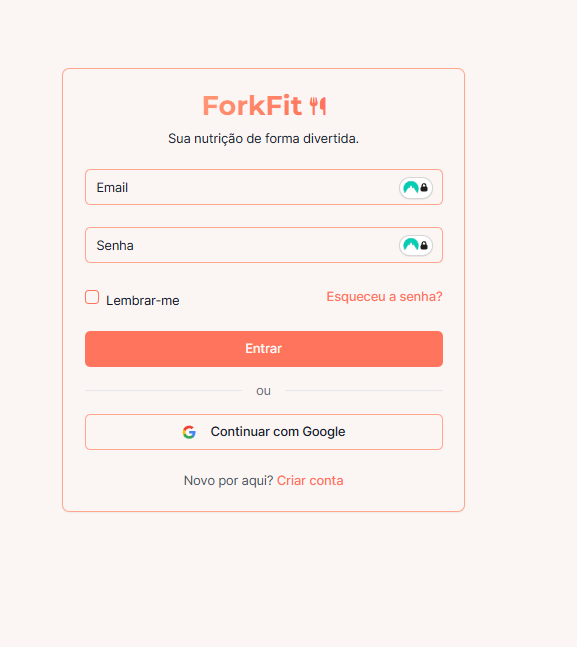 ForkFit
Sua nutrição de forma divertida.
Email
Senha
Lembrar-me
Esqueceu a senha?
Entrar
ou
Continuar com Google
Novo por aqui? Criar conta